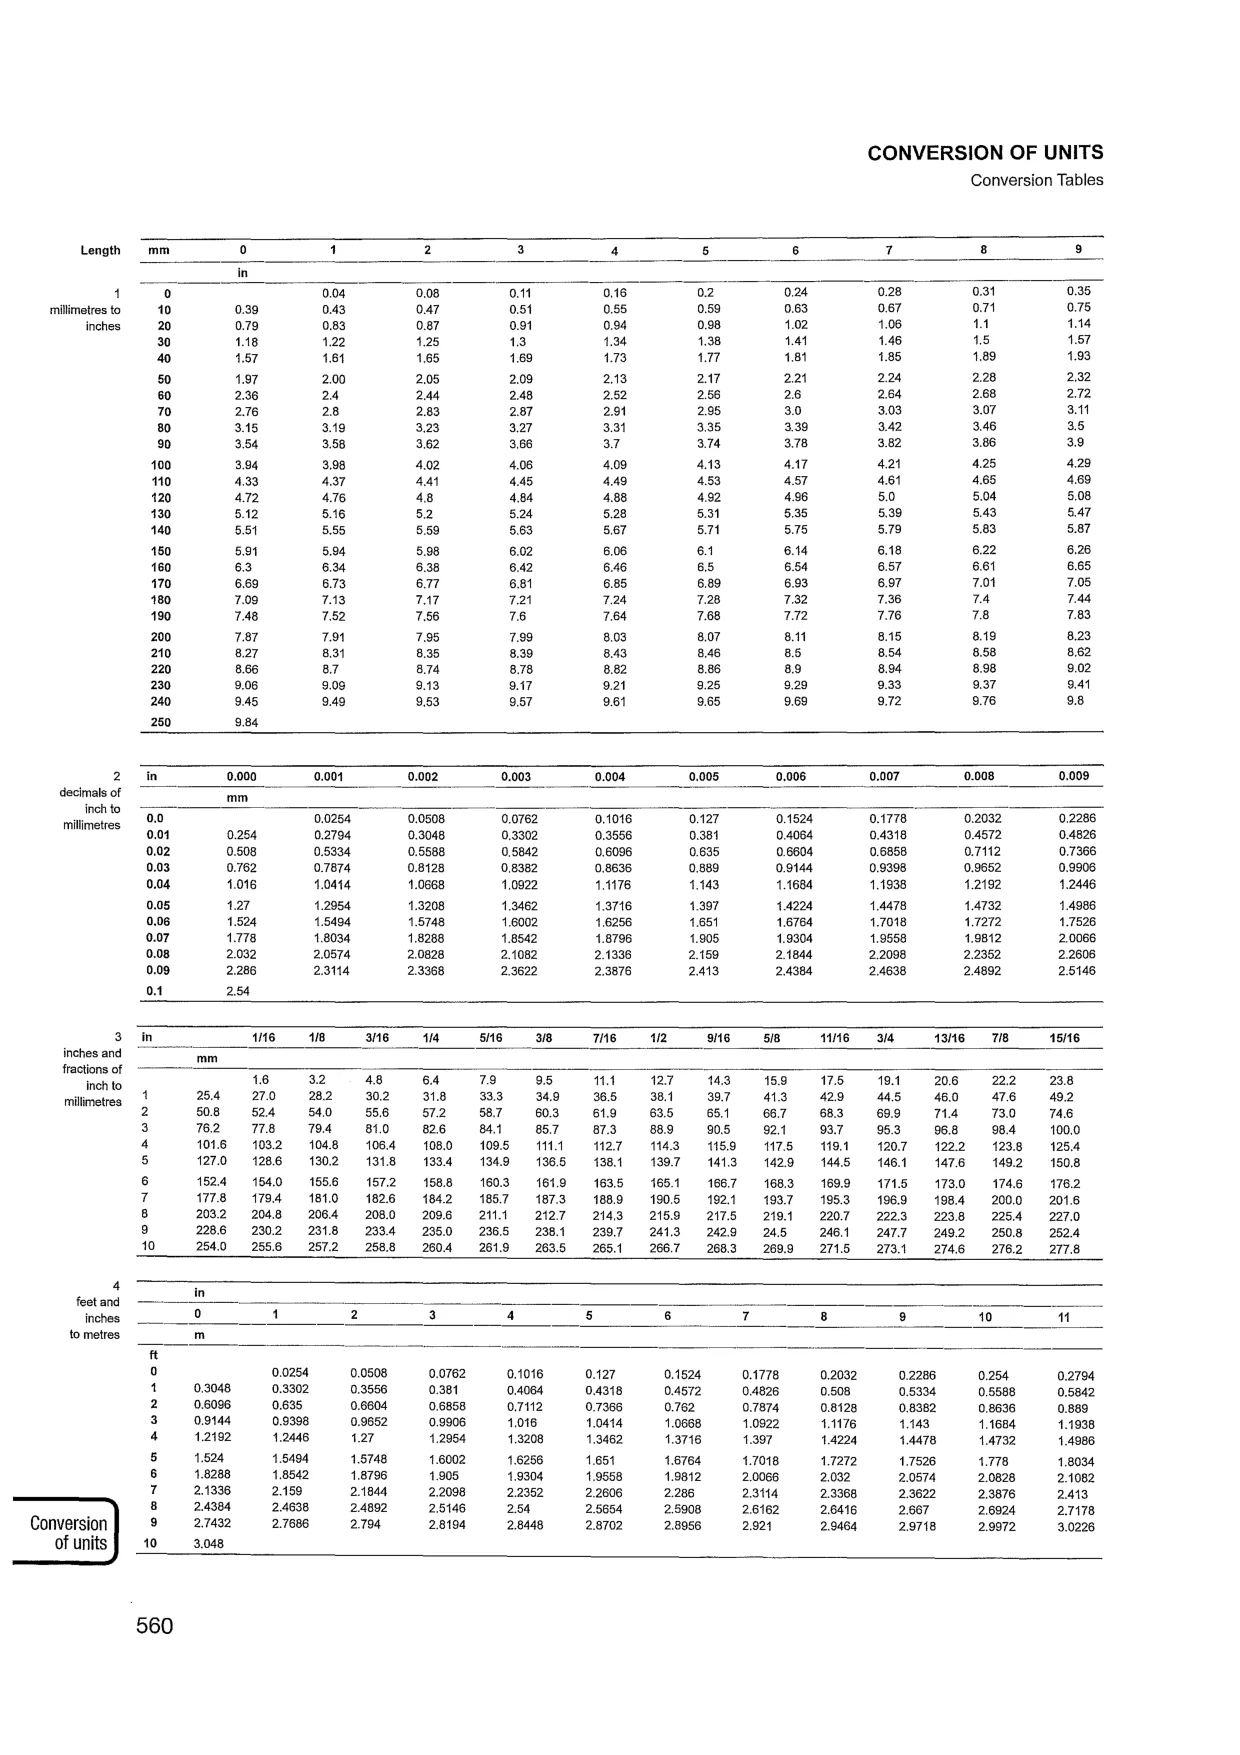 CONVERSION OF UNITS
Conversion Tables
Length mm 0 1 2 3 4 5 6 7 8 9
in
1 0 0.04 0.08 0.11 0.16 0.2 0.24 0.28 0.31 0.35
millimetres to 10 0.39 0.43 0.47 0.51 0.55 0.59 0.63 0.67 0.71 0.75
inches 20 0.79 0.83 0.87 0.91 0.94 0.98 1.02 1.06 1.1 1.14
30 1.18 1.22 1.25 1.3 1.34 1.38 1.41 1.46 1.5 1.57
40 1.57 1.61 1.65 1.69 1.73 1.77 1.81 1.85 1.89 1.93
50 1.97 2.00 2.05 2.09 2.13 2.17 2.21 2.24 2.28 2.32
60 2.36 2.4 2.44 2.48 2.52 2.56 2.6 2.64 2.68 2.72
70 2.76 2.8 2.83 2.87 2.91 2.95 3.0 3.03 3.07 3.11
80 3.15 3.19 3.23 3.27 3.31 3.35 3.39 3.42 3.46 3.5
90 3.54 3.58 3.62 3.66 3.7 3.74 3.78 3.82 3.86 3.9
100 3.94 3.98 4.02 4.06 4.09 4.13 4.17 4.21 4.25 4.29
110 4.33 4.37 4.41 4.45 4.49 4.53 4.57 4.61 4.65 4.69
120 4.72 4.76 4.8 4.84 4.88 4.92 4.96 5.0 5.04 5.08
130 5.12 5.16 5.2 5.24 5.28 5.31 5.35 5.39 5.43 5.47
140 5.51 5.55 5.59 5.63 5.67 5.71 5.75 5.79 5.83 5.87
150 5.91 5.94 5.98 6.02 6.06 6.1 6.14 6.18 6.22 6.26
160 6.3 6.34 6.38 6.42 6.46 6.5 6.54 6.57 6.61 6.65
170 6.69 6.73 6.77 6.81 6.85 6.89 6.93 6.97 7.01 7.05
180 7.09 7.13 7.17 7.21 7.24 7.28 7.32 7.36 7.4 7.44
190 7.48 7.52 7.56 7.6 7.64 7.68 7.72 7.76 7.8 7.83
200 7.87 7.91 7.95 7.99 8.03 8.07 8.11 8.15 8.19 8.23
210 8.27 8.31 8.35 8.39 8.43 8.46 8.5 8.54 8.58 8.62
220 8.66 8.7 8.74 8.78 8.82 8.86 8.9 8.94 8.98 9.02
230 9.06 9.09 9.13 9.17 9.21 9.25 9.29 9.33 9.37 9.41
240 9.45 9.49 9.53 9.57 9.61 9.65 9.69 9.72 9.76 9.8
250 9.84
2 in 0.000 0.001 0.002 0.003 0.004 0.005 0.006 0.007 0.008 0.009
decimals of mm
inch to
millimetres 0.0 0.0254 0.0508 0.0762 0.1016 0.127 0.1524 0.1778 0.2032 0.2286
0.01 0.254 0.2794 0.3048 0.3302 0.3556 0.381 0.4064 0.4318 0.4572 0.4826
0.02 0.508 0.5334 0.5588 0.5842 0.6096 0.635 0.6604 0.6858 0.7112 0.7366
0.03 0.762 0.7874 0.8128 0.8382 0.8636 0.889 0.9144 0.9398 0.9652 0.9906
0.04 1.016 1.0414 1.0668 1.0922 1.1176 1.143 1.1684 1.1938 1.2192 1.2446
0.05 1.27 1.2954 1.3208 1.3462 1.3716 1.397 1.4224 1.4478 1.4732 1.4986
0.06 1.524 1.5494 1.5748 1.6002 1.6256 1.651 1.6764 1.7018 1.7272 1.7526
0.07 1.778 1.8034 1.8288 1.8542 1.8796 1.905 1.9304 1.9558 1.9812 2.0066
0.08 2.032 2.0574 2.0828 2.1082 2.1336 2.159 2.1844 2.2098 2.2352 2.2606
0.09 2.286 2.3114 2.3368 2.3622 2.3876 2.413 2.4384 2.4638 2.4892 2.5146
0.1 2.54
3 in 1/16 1/8 3/16 1/4 5/16 3/8 7/16 1/2 9/16 5/8 11/16 3/4 13/16 7/8 15/16
inches and mm
fractions of
inch to 1.6 3.2 4.8 6.4 7.9 9.5 11.1 12.7 14.3 15.9 17.5 19.1 20.6 22.2 23.8
millimetres 1 25.4 27.0 28.2 30.2 31.8 33.3 34.9 36.5 38.1 39.7 41.3 42.9 44.5 46.0 47.6 49.2
2 50.8 52.4 54.0 55.6 57.2 58.7 60.3 61.9 63.5 65.1 66.7 68.3 69.9 71.4 73.0 74.6
3 76.2 77.8 79.4 81.0 82.6 84.1 85.7 87.3 88.9 90.5 92.1 93.7 95.3 96.8 98.4 100.0
4 101.6 103.2 104.8 106.4 108.0 109.5 111.1 112.7 114.3 115.9 117.5 119.1 120.7 122.2 123.8 125.4
5 127.0 128.6 130.2 131.8 133.4 134.9 136.5 138.1 139.7 141.3 142.9 144.5 146.1 147.6 149.2 150.8
6 152.4 154.0 155.6 157.2 158.8 160.3 161.9 163.5 165.1 166.7 168.3 169.9 171.5 173.0 174.6 176.2
7 177.8 179.4 181.0 182.6 184.2 185.7 187.3 188.9 190.5 192.1 193.7 195.3 196.9 198.4 200.0 201.6
8 203.2 204.8 206.4 208.0 209.6 211.1 212.7 214.3 215.9 217.5 219.1 220.7 222.3 223.8 225.4 227.0
9 228.6 230.2 231.8 233.4 235.0 236.5 238.1 239.7 241.3 242.9 24.5 246.1 247.7 249.2 250.8 252.4
10 254.0 255.6 257.2 258.8 260.4 261.9 263.5 265.1 266.7 268.3 269.9 271.5 273.1 274.6 276.2 277.8
4 in
feet and
inches 0 1 2 3 4 5 6 7 8 9 10 11
to metres m
ft
0 0.0254 0.0508 0.0762 0.1016 0.127 0.1524 0.1778 0.2032 0.2286 0.254 0.2794
1 0.3048 0.3302 0.3556 0.381 0.4064 0.4318 0.4572 0.4826 0.508 0.5334 0.5588 0.5842
2 0.6096 0.635 0.6604 0.6858 0.7112 0.7366 0.762 0.7874 0.8128 0.8382 0.8636 0.889
3 0.9144 0.9398 0.9652 0.9906 1.016 1.0414 1.0668 1.0922 1.1176 1.143 1.1684 1.1938
4 1.2192 1.2446 1.27 1.2954 1.3208 1.3462 1.3716 1.397 1.4224 1.4478 1.4732 1.4986
5 1.524 1.5494 1.5748 1.6002 1.6256 1.651 1.6764 1.7018 1.7272 1.7526 1.778 1.8034
6 1.8288 1.8542 1.8796 1.905 1.9304 1.9558 1.9812 2.0066 2.032 2.0574 2.0828 2.1082
7 2.1336 2.159 2.1844 2.2098 2.2352 2.2606 2.286 2.3114 2.3368 2.3622 2.3876 2.413
8 2.4384 2.4638 2.4892 2.5146 2.54 2.5654 2.5908 2.6162 2.6416 2.667 2.6924 2.7178
9 2.7432 2.7686 2.794 2.8194 2.8448 2.8702 2.8956 2.921 2.9464 2.9718 2.9972 3.0226
10 3.048
Conversion
of units
560